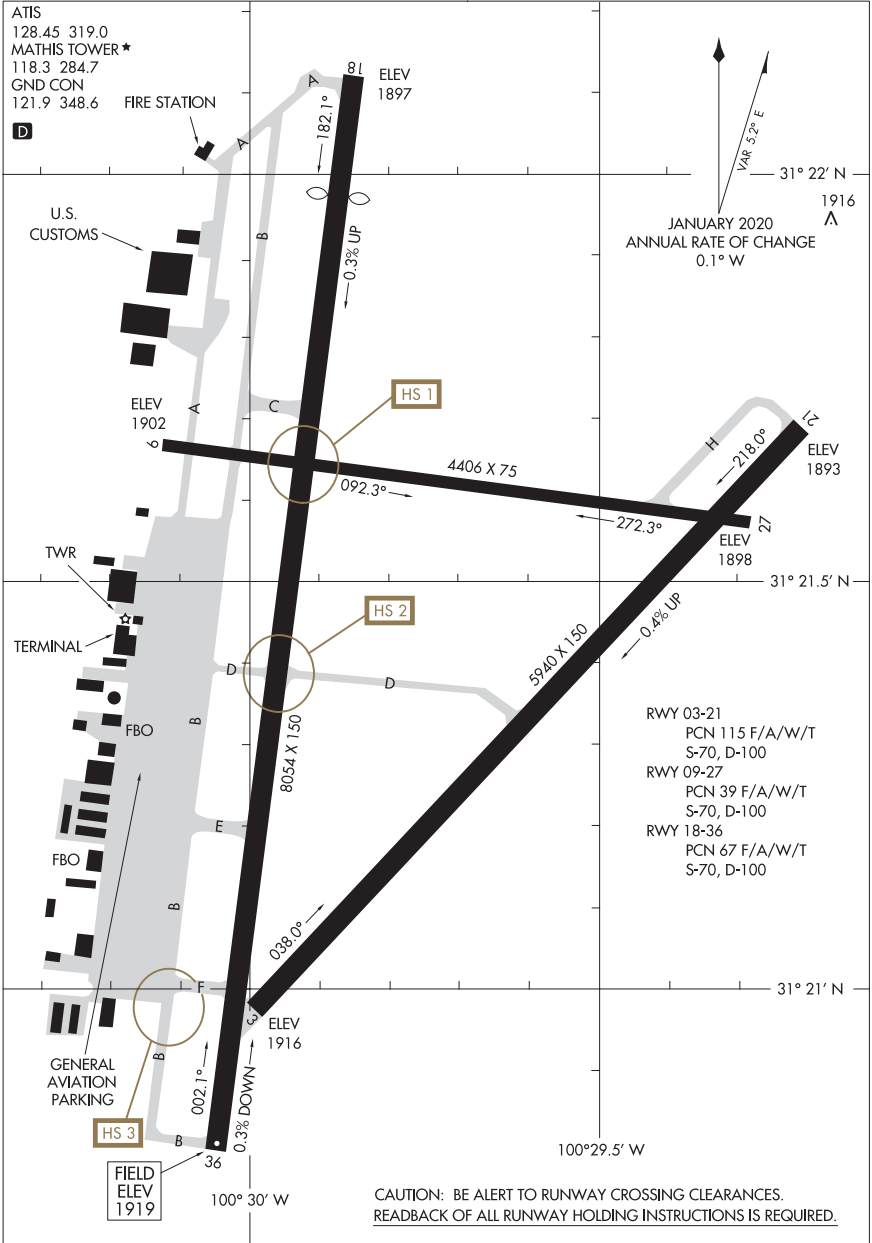 ATIS
128.45 319.0
MATHIS TOWER★
118.3 284.7
GND CON
121.9 348.6
D
FIRE STATION
A
A
18
ELEV
1897
182.1°
VAR 5.2° E
31° 22' N
1916
JANUARY 2020
ANNUAL RATE OF CHANGE
0.1° W
U.S.
CUSTOMS
B
0.3% UP
HS 1
ELEV
1902
A
C
9
4406 X 75
092.3°
272.3°
H
218.0°
21
ELEV
1893
27
ELEV
1898
TWR
TERMINAL
31° 21.5' N
HS 2
0.4% UP
D
D
5940 X 150
B
FBO
8054 X 150
RWY 03-21
PCN 115 F/A/W/T
S-70, D-100
RWY 09-27
PCN 39 F/A/W/T
S-70, D-100
RWY 18-36
PCN 67 F/A/W/T
S-70, D-100
E
FBO
B
038.0°
F
31° 21' N
3
ELEV
1916
GENERAL
AVIATION
PARKING
B
002.1°
0.3% DOWN
HS 3
B
36
FIELD
ELEV
1919
100° 30' W
100°29.5' W
CAUTION: BE ALERT TO RUNWAY CROSSING CLEARANCES.
READBACK OF ALL RUNWAY HOLDING INSTRUCTIONS IS REQUIRED.